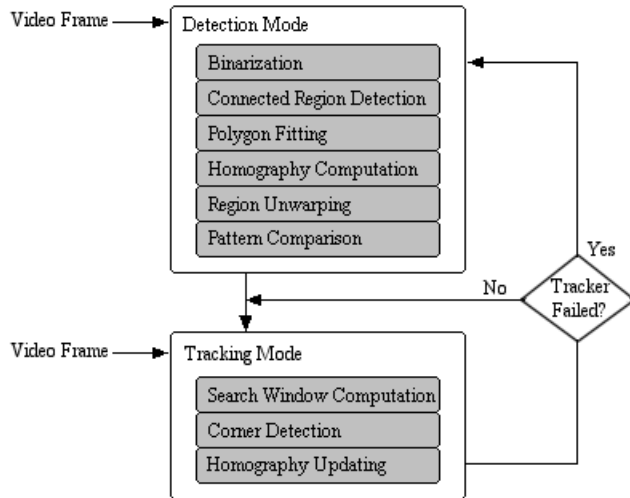 Video Frame
Detection Mode
Binarization
Connected Region Detection
Polygon Fitting
Homography Computation
Region Unwarping
Pattern Comparison
Yes
No
Tracker
Failed?
Video Frame
Tracking Mode
Search Window Computation
Corner Detection
Homography Updating